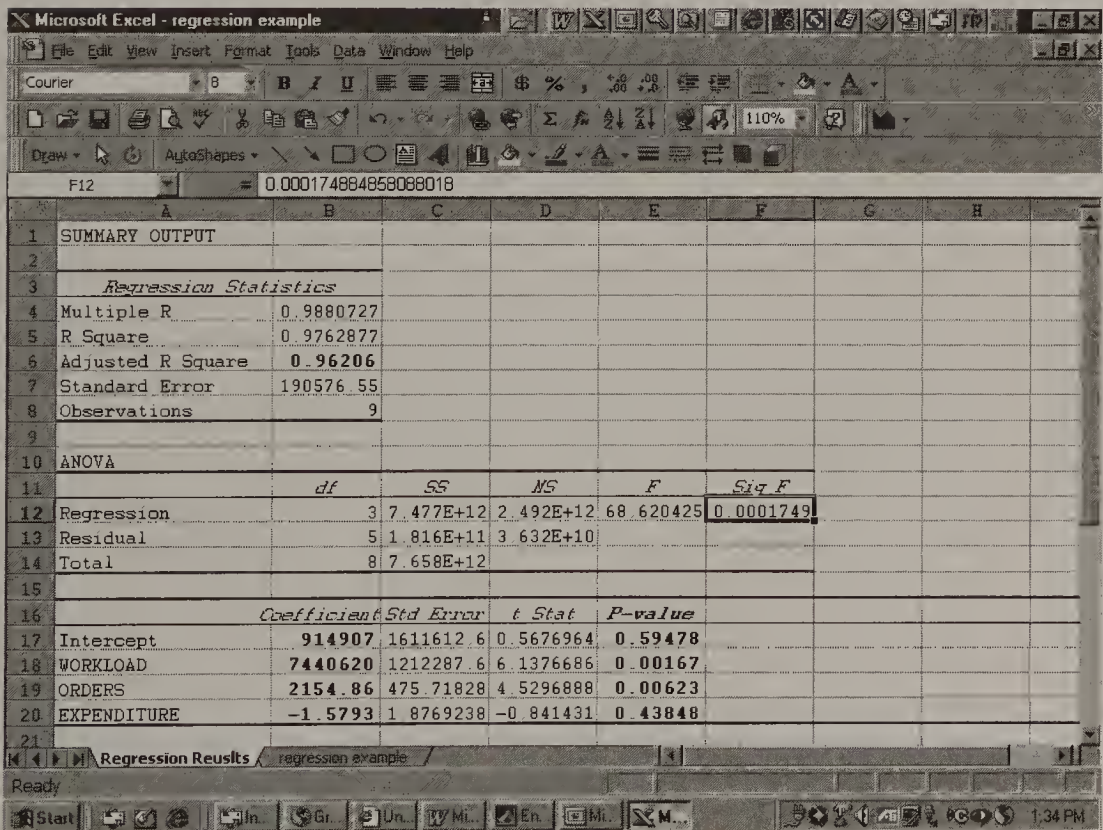 Microsoft Excel - regression example
File Edit View Insert Format Tools Data Window Help
Courier 8 B I U $ % ,
110%
Draw AutoShapes
F12 = 0.000174884858088018
A B C D E F G H
1 SUMMARY OUTPUT
2
3 Regression Statistics
4 Multiple R 0.9880727
5 R Square 0.9762877
6 Adjusted R Square 0.96206
7 Standard Error 190576.55
8 Observations 9
9
10 ANOVA
11 df SS MS F Sig F
12 Regression 3 7.477E+12 2.492E+12 68.620425 0.0001749
13 Residual 5 1.816E+11 3.632E+10
14 Total 8 7.658E+12
15
16 Coefficient Std Error t Stat P-value
17 Intercept 914907 1611612.6 0.5676964 0.59478
18 WORKLOAD 7440620 1212287.6 6.1376686 0.00167
19 ORDERS 2154.86 475.71828 4.5296888 0.00623
20 EXPENDITURE -1.5793 1.8769238 -0.841431 0.43848
21
Regression Reuslts regression example
Ready
Start In... Gr... Un... Mi... En... Mi... M... 1:34 PM